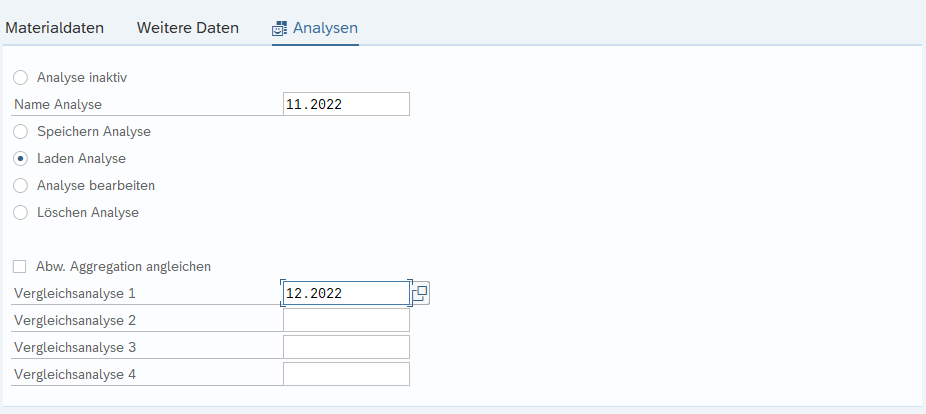 Materialdaten Weitere Daten Analysen
Analyse inaktiv
Name Analyse 11.2022
Speichern Analyse
Laden Analyse
Analyse bearbeiten
Löschen Analyse
Abw. Aggregation angleichen
Vergleichsanalyse 1 12.2022
Vergleichsanalyse 2
Vergleichsanalyse 3
Vergleichsanalyse 4